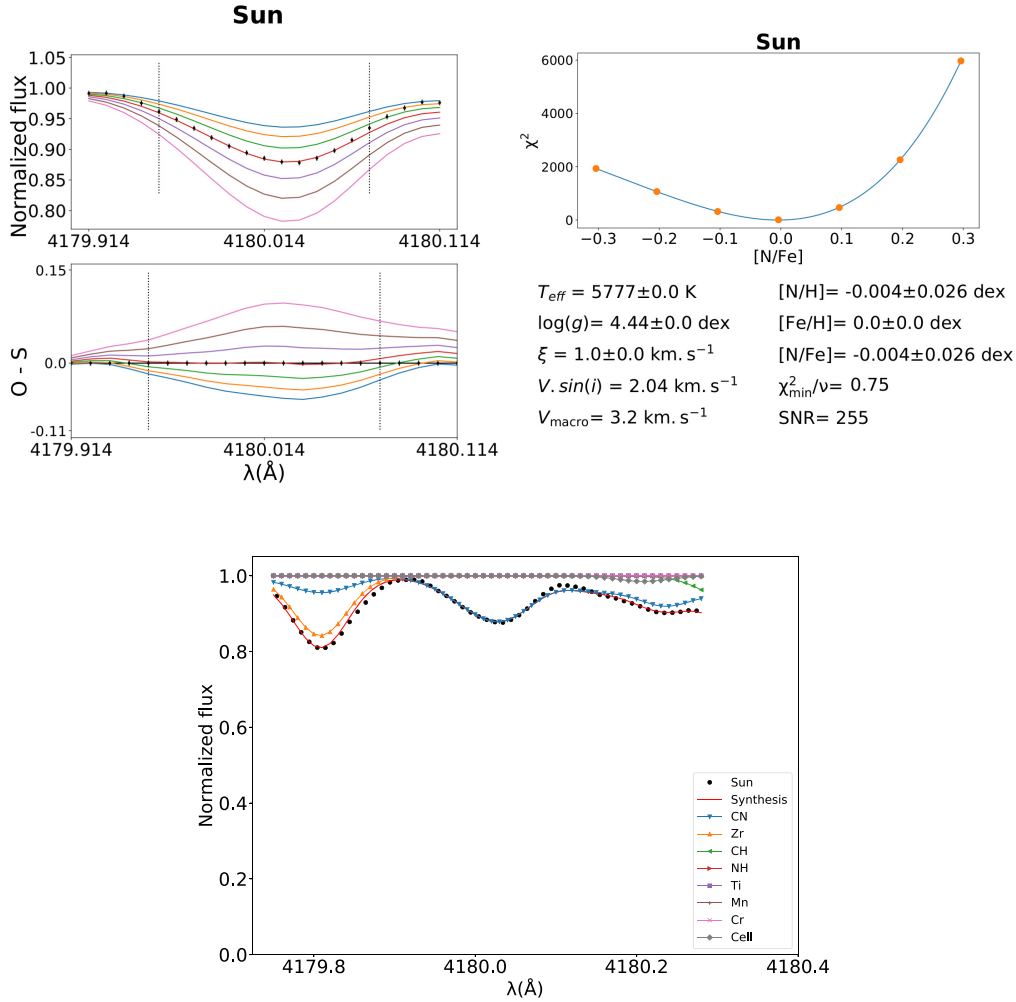 Sun
Normalized flux
1.05
1.00
0.95
0.90
0.85
0.80
4179.914 4180.014 4180.114
O - S
0.15
0.0
-0.11
4179.914 4180.014 4180.114
λ(Å)
Sun
χ²
6000
4000
2000
0
−0.3 −0.2 −0.1 0.0 0.1 0.2 0.3
[N/Fe]
T_eff = 5777±0.0 K [N/H]= -0.004±0.026 dex
log(g)= 4.44±0.0 dex [Fe/H]= 0.0±0.0 dex
ξ = 1.0±0.0 km. s⁻¹ [N/Fe]= -0.004±0.026 dex
V. sin(i) = 2.04 km. s⁻¹ χ²_min/ν= 0.75
V_macro= 3.2 km. s⁻¹ SNR= 255
Normalized flux
1.0
0.8
0.6
0.4
0.2
0.0
4179.8 4180.0 4180.2 4180.4
λ(Å)
Sun
Synthesis
CN
Zr
CH
NH
Ti
Mn
Cr
CeII